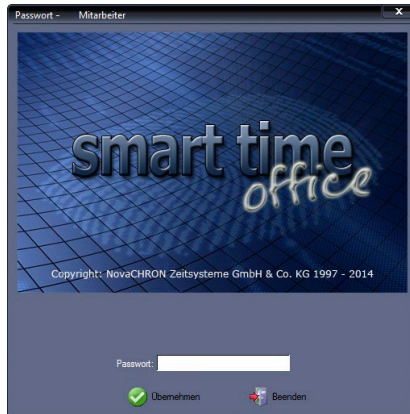 Passwort - Mitarbeiter
x
smart time
office
Copyright: NovaCHRON Zeitsysteme GmbH & Co. KG 1997 - 2014
Passwort:
Übernehmen
Beenden